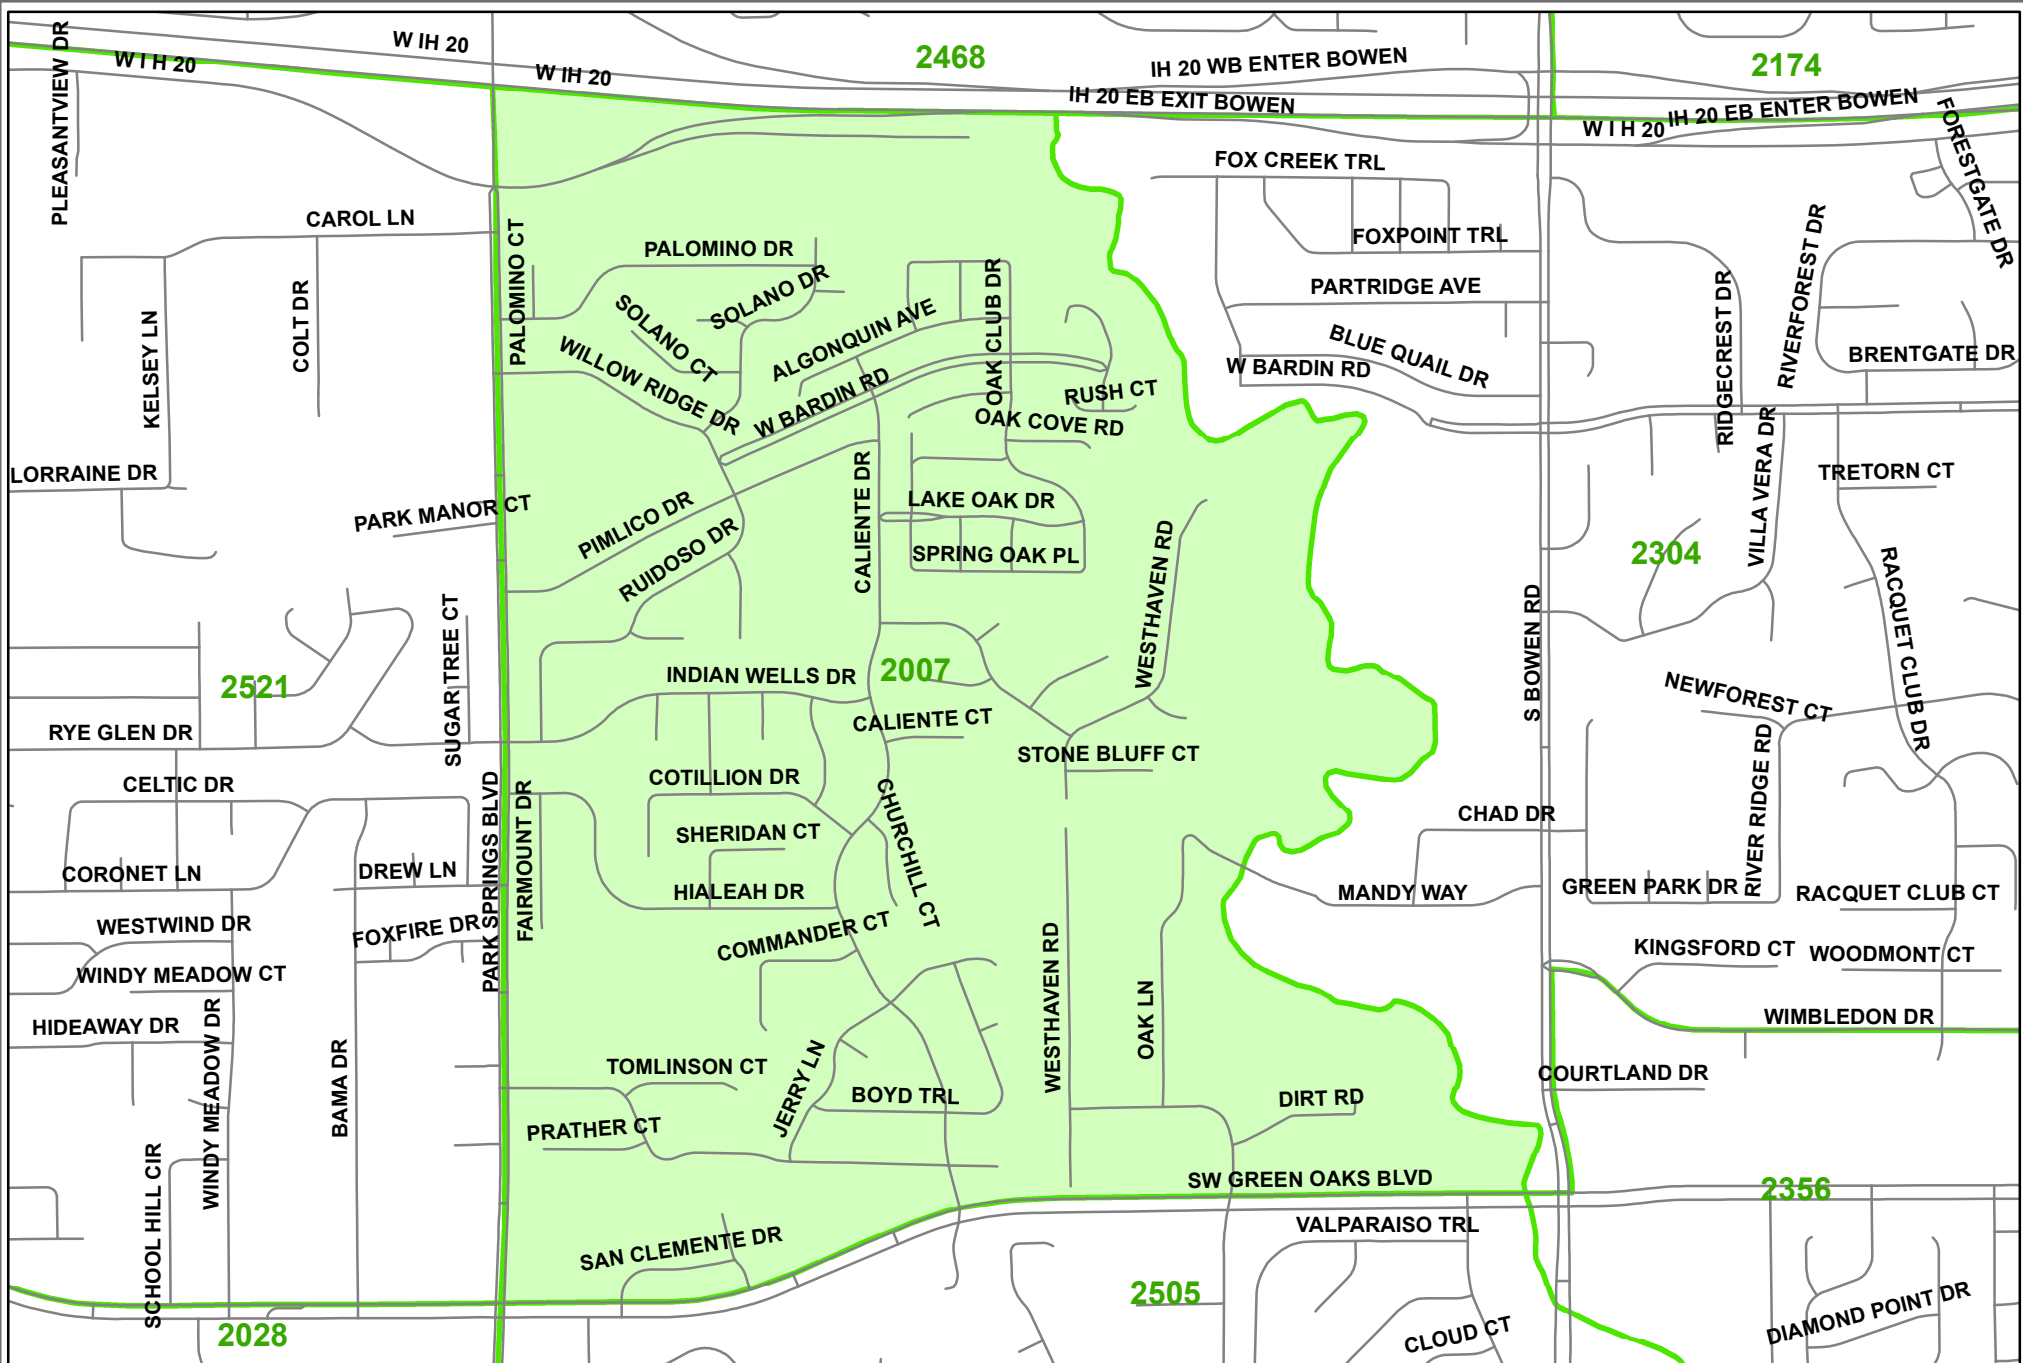 PLEASANTVIEW DR
W IH 20
W I H 20
W IH 20
2468
IH 20 WB ENTER BOWEN
2174
IH 20 EB EXIT BOWEN
IH 20 EB ENTER BOWEN
W I H 20
FORESTGATE DR
FOX CREEK TRL
CAROL LN
PALOMINO CT
PALOMINO DR
FOXPOINT TRL
RIVERFOREST DR
SOLANO DR
SOLANO CT
OAK CLUB DR
PARTRIDGE AVE
RIDGECREST DR
COLT DR
KELSEY LN
ALGONQUIN AVE
WILLOW RIDGE DR
BLUE QUAIL DR
BRENTGATE DR
W BARDIN RD
W BARDIN RD
RUSH CT
OAK COVE RD
LORRAINE DR
PARK MANOR CT
CALIENTE DR
VILLA VERA DR
TRETORN CT
PIMLICO DR
LAKE OAK DR
RUIDOSO DR
SPRING OAK PL
WESTHAVEN RD
2304
RACQUET CLUB DR
SUGARTREE CT
S BOWEN RD
2521
INDIAN WELLS DR
2007
NEWFOREST CT
RYE GLEN DR
CALIENTE CT
STONE BLUFF CT
RIVER RIDGE RD
CELTIC DR
PARK SPRINGS BLVD
FAIRMOUNT DR
COTILLION DR
CHURCHILL CT
CHAD DR
SHERIDAN CT
CORONET LN
DREW LN
HIALEAH DR
MANDY WAY
GREEN PARK DR
RACQUET CLUB CT
WESTWIND DR
FOXFIRE DR
COMMANDER CT
KINGSFORD CT
WOODMONT CT
WINDY MEADOW CT
WESTHAVEN RD
OAK LN
HIDEAWAY DR
WINDY MEADOW DR
WIMBLEDON DR
BAMA DR
TOMLINSON CT
JERRY LN
COURTLAND DR
BOYD TRL
DIRT RD
PRATHER CT
SCHOOL HILL CIR
SW GREEN OAKS BLVD
2356
SAN CLEMENTE DR
VALPARAISO TRL
2505
DIAMOND POINT DR
2028
CLOUD CT